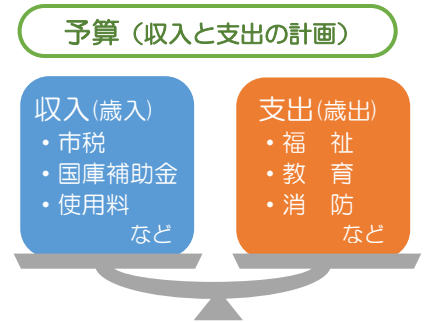 予算（収入と支出の計画）
収入(歳入)
・市税
・国庫補助金
・使用料
など
支出(歳出)
・福　祉
・教　育
・消　防
など